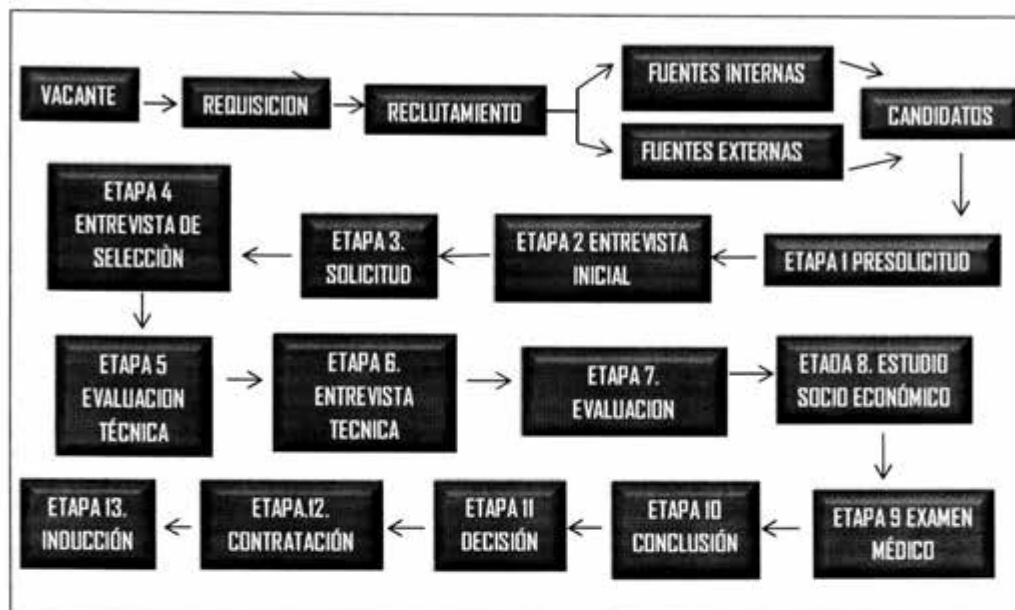 VACANTE
REQUISICION
RECLUTAMIENTO
FUENTES INTERNAS
FUENTES EXTERNAS
CANDIDATOS
ETAPA 1 PRESOLICITUD
ETAPA 2 ENTREVISTA
INICIAL
ETAPA 3.
SOLICITUD
ETAPA 4
ENTREVISTA DE
SELECCIÒN
ETAPA 5
EVALUACION
TÉCNICA
ETAPA 6.
ENTREVISTA
TECNICA
ETAPA 7.
EVALUACION
ETADA 8. ESTUDIO
SOCIO ECONÓMICO
ETAPA 9 EXAMEN
MÉDICO
ETAPA 10
CONCLUSIÓN
ETAPA 11
DECISIÓN
ETAPA.12.
CONTRATACIÓN
ETAPA 13.
INDUCCIÓN